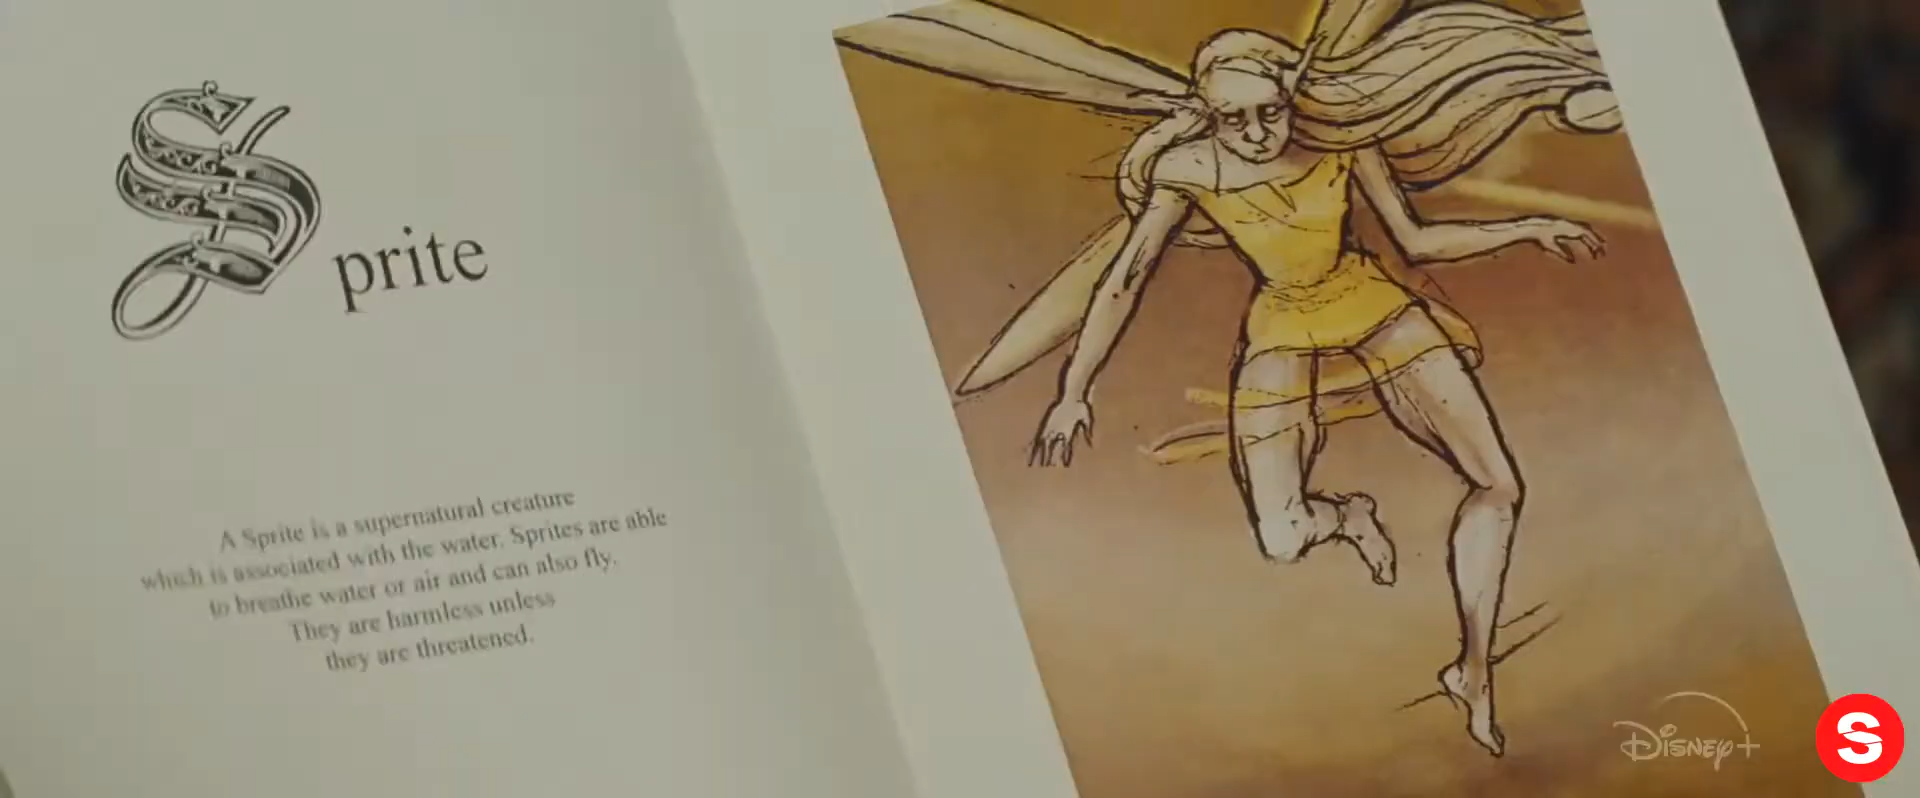 Sprite
A Sprite is a supernatural creature
which is associated with the water. Sprites are able
to breathe water or air and can also fly.
They are harmless unless
they are threatened.
Disney+
S